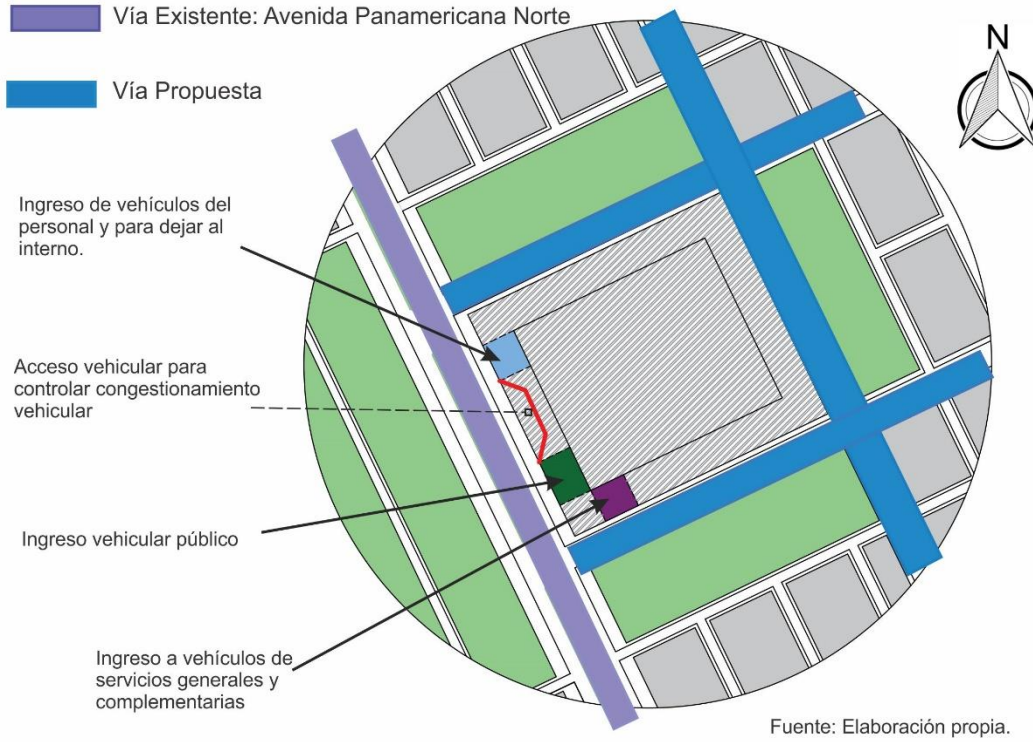 Vía Existente: Avenida Panamericana Norte
Vía Propuesta
N
Ingreso de vehículos del
personal y para dejar al
interno.
Acceso vehicular para
controlar congestionamiento
vehicular
Ingreso vehicular público
Ingreso a vehículos de
servicios generales y
complementarias
Fuente: Elaboración propia.